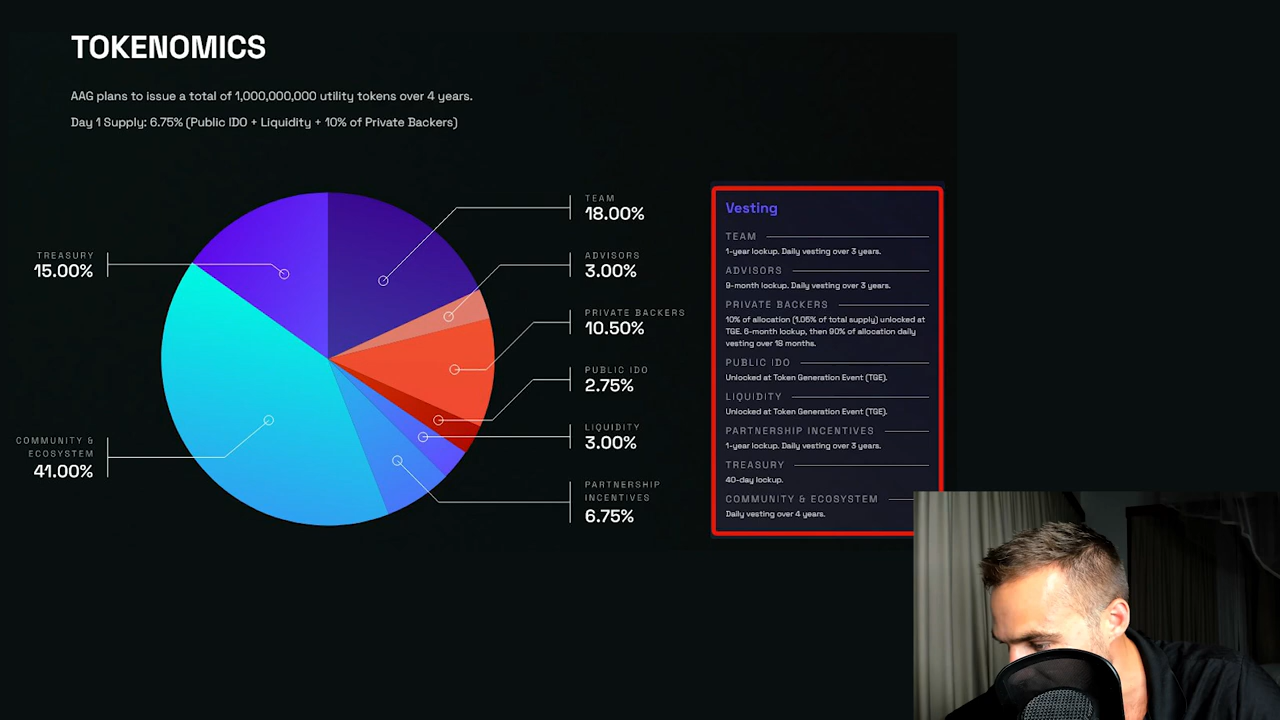 TOKENOMICS
AAG plans to issue a total of 1,000,000,000 utility tokens over 4 years.
Day 1 Supply: 6.75% (Public IDO + Liquidity + 10% of Private Backers)
TREASURY
15.00%
COMMUNITY &
ECOSYSTEM
41.00%
TEAM
18.00%
ADVISORS
3.00%
PRIVATE BACKERS
10.50%
PUBLIC IDO
2.75%
LIQUIDITY
3.00%
PARTNERSHIP
INCENTIVES
6.75%
Vesting
TEAM
1-year lockup. Daily vesting over 3 years.
ADVISORS
9-month lockup. Daily vesting over 3 years.
PRIVATE BACKERS
10% of allocation (1.05% of total supply) unlocked at
TGE. 6-month lockup, then 90% of allocation daily
vesting over 18 months.
PUBLIC IDO
Unlocked at Token Generation Event (TGE).
LIQUIDITY
Unlocked at Token Generation Event (TGE).
PARTNERSHIP INCENTIVES
1-year lockup. Daily vesting over 3 years.
TREASURY
40-day lockup.
COMMUNITY & ECOSYSTEM
Daily vesting over 4 years.